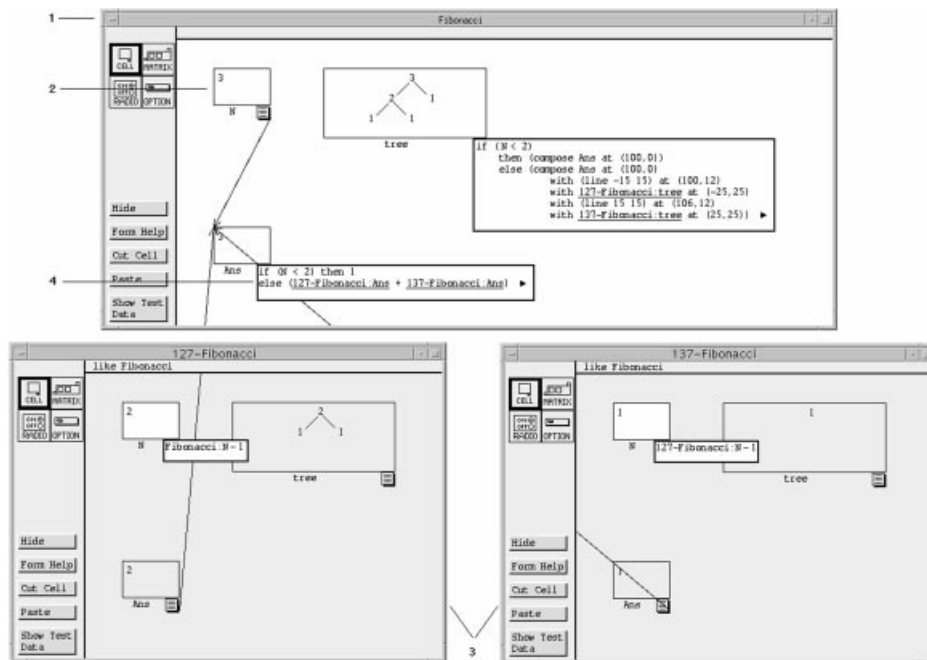 1
Fibonacci
CELL
MATRIX
RADIO
OPTION
2
3
N
3
2 1
1 1
tree
if (N < 2)
then (compose Ans at (100,0))
else (compose Ans at (100,0)
with (line -15 15) at (100,12)
with 127-Fibonacci:tree at (-25,25)
with (line 15 15) at (106,12)
with 137-Fibonacci:tree at (25,25))
Hide
Form Help
Cut Cell
Paste
Show Test
Data
3
Ans
4
if (N < 2) then 1
else (127-Fibonacci:Ans + 137-Fibonacci:Ans)
127-Fibonacci
like Fibonacci
CELL
MATRIX
RADIO
OPTION
2
N
Fibonacci:N-1
2
1 1
tree
Hide
Form Help
Cut Cell
Paste
Show Test
Data
2
Ans
3
137-Fibonacci
like Fibonacci
CELL
MATRIX
RADIO
OPTION
1
N
127-Fibonacci:N-1
1
tree
Hide
Form Help
Cut Cell
Paste
Show Test
Data
1
Ans